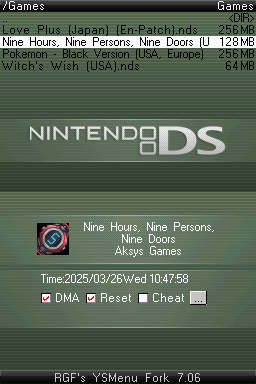 /Games Games
.. <DIR>
Love Plus (Japan) (En-Patch).nds 256MB
Nine Hours, Nine Persons, Nine Doors (U 128MB
Pokemon - Black Version (USA, Europe) 256MB
Witch's Wish (USA).nds 64MB
NINTENDO DS
Nine Hours, Nine Persons,
Nine Doors
Aksys Games
Time:2025/03/26Wed 10:47:58
DMA Reset Cheat ...
RGF's YSMenu Fork 7.06